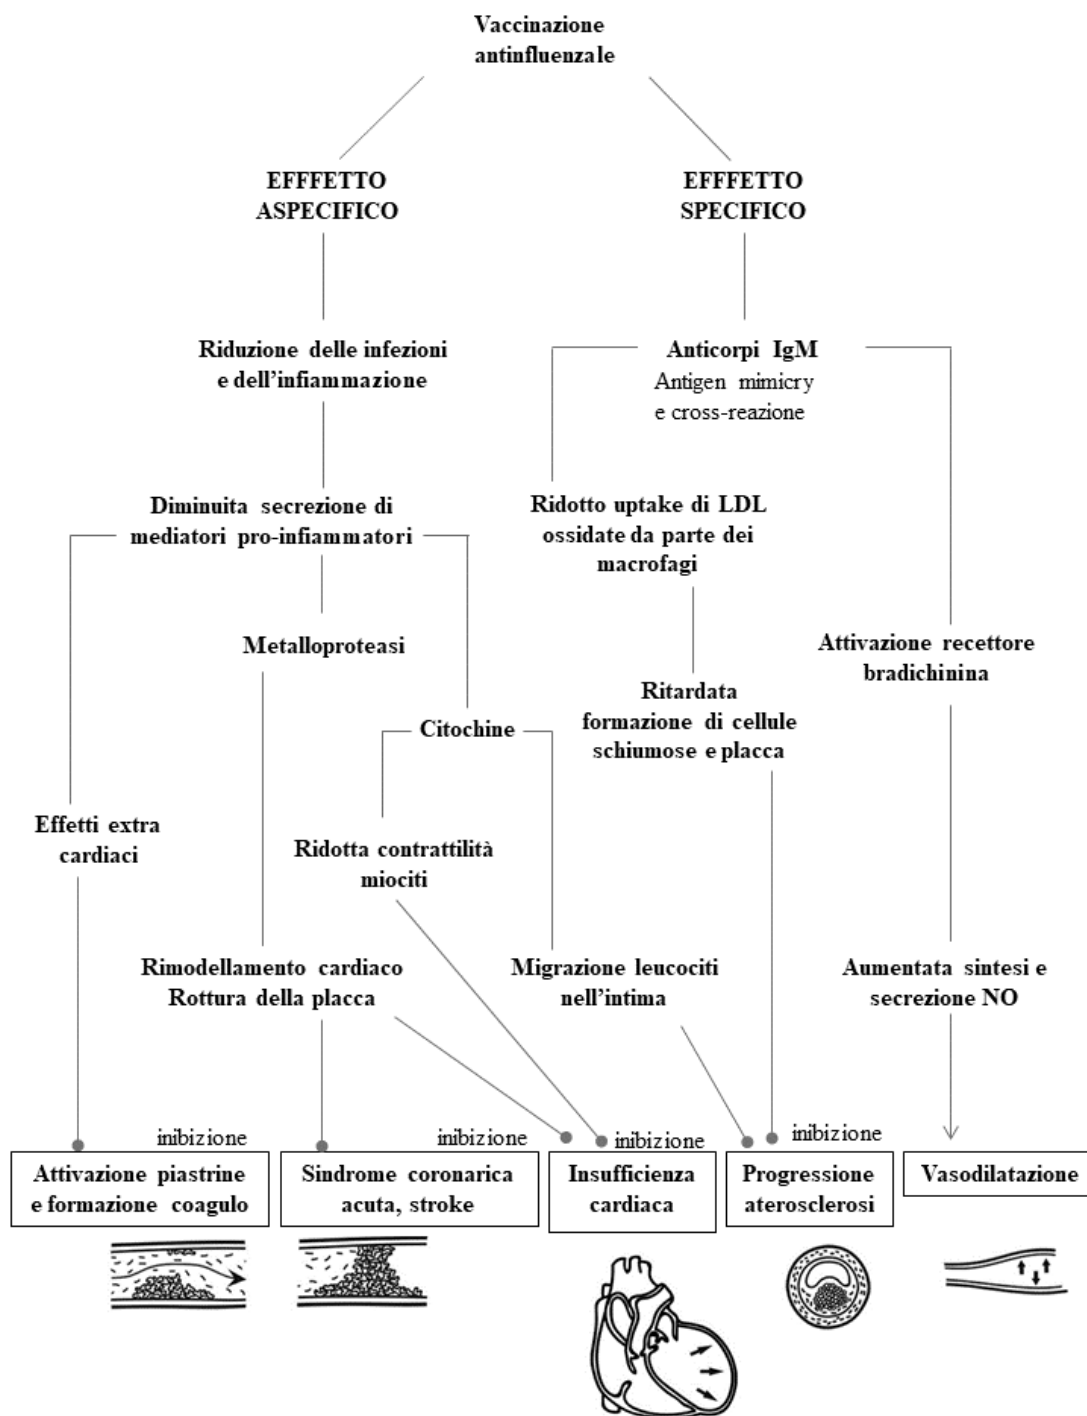 Vaccinazione
antinfluenzale
EFFFETTO
ASPECIFICO
EFFFETTO
SPECIFICO
Riduzione delle infezioni
e dell'infiammazione
Anticorpi IgM
Antigen mimicry
e cross-reazione
Diminuita secrezione di
mediatori pro-infiammatori
Ridotto uptake di LDL
ossidate da parte dei
macrofagi
Metalloproteasi
Attivazione recettore
bradichinina
Ritardata
formazione di cellule
schiumose e placca
Citochine
Effetti extra
cardiaci
Ridotta contrattilità
miociti
Rimodellamento cardiaco
Rottura della placca
Migrazione leucociti
nell'intima
Aumentata sintesi e
secrezione NO
inibizione
inibizione
inibizione
inibizione
Attivazione piastrine
e formazione coagulo
Sindrome coronarica
acuta, stroke
Insufficienza
cardiaca
Progressione
aterosclerosi
Vasodilatazione